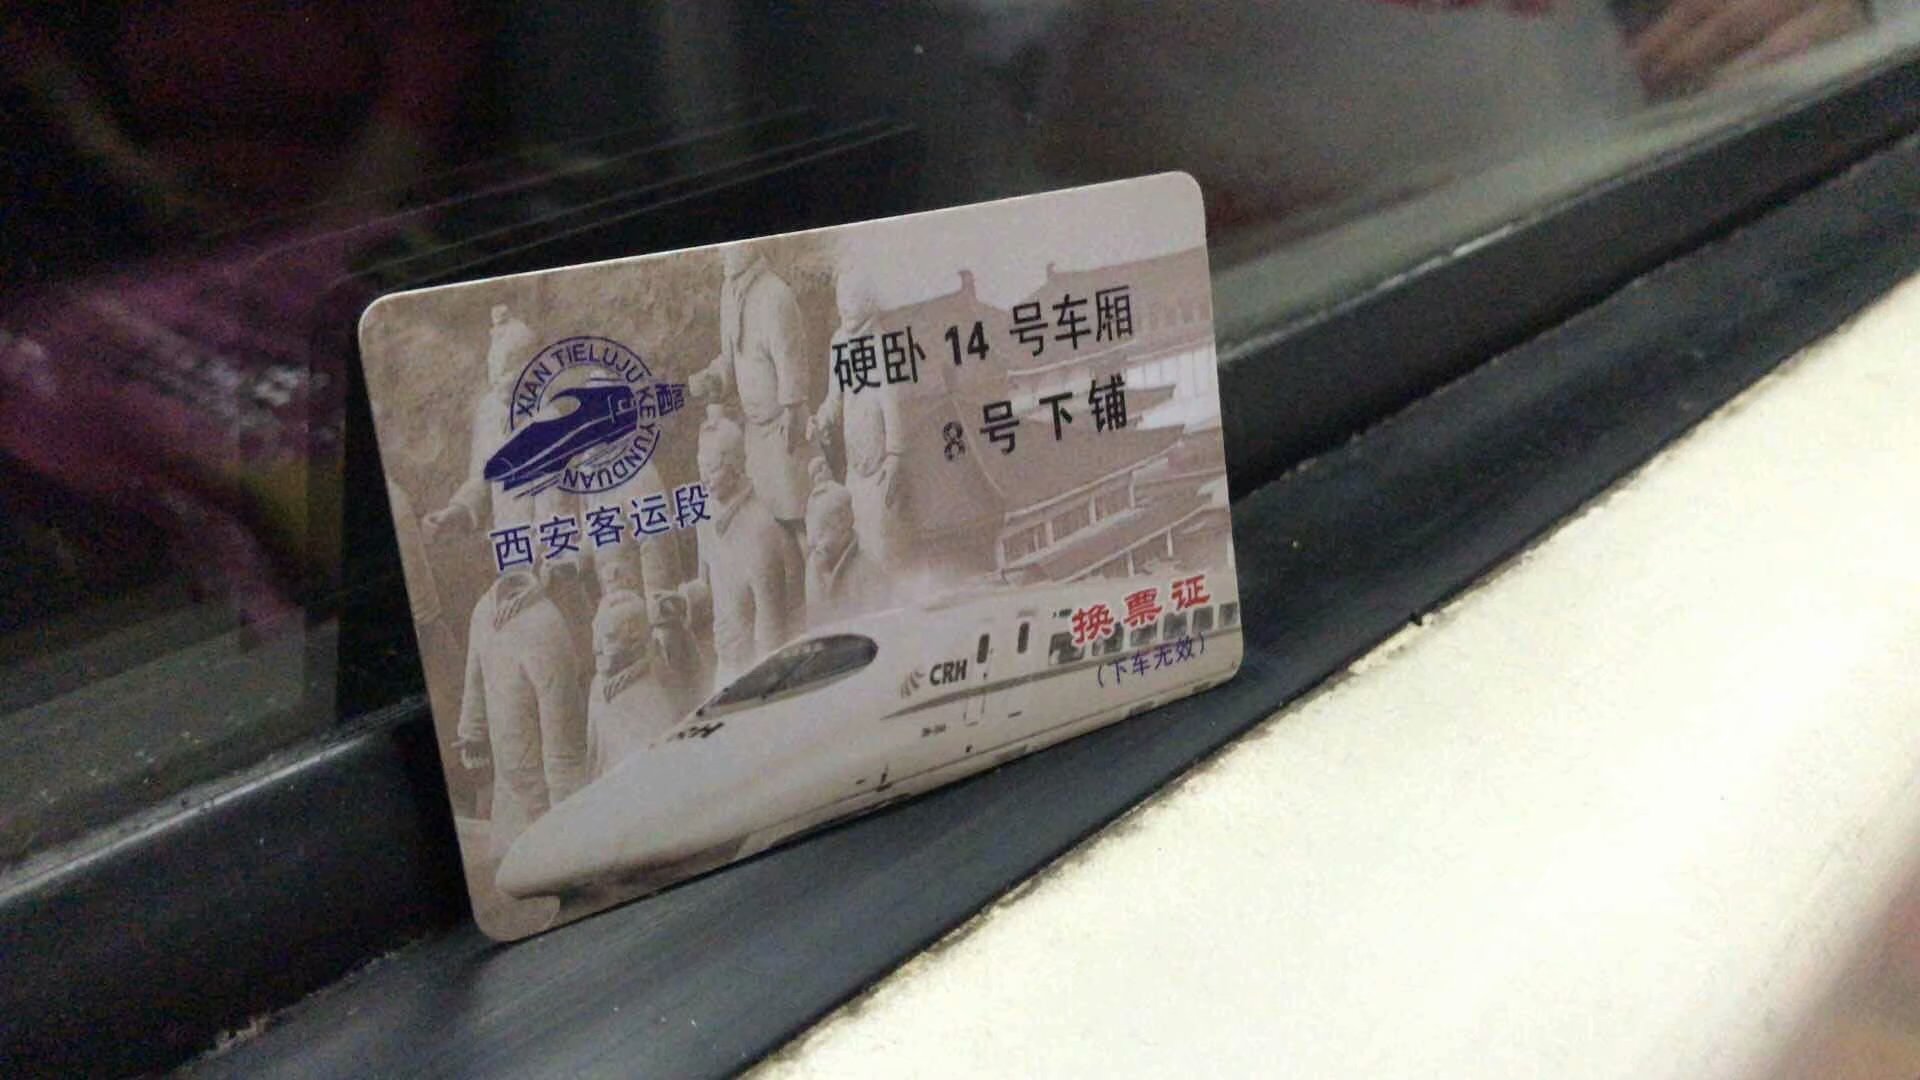 XIAN TIELUJU KEYUNDUAN
西安客运段
硬卧 14 号车厢
8 号 下 铺
CRH
换票证
（下车无效）